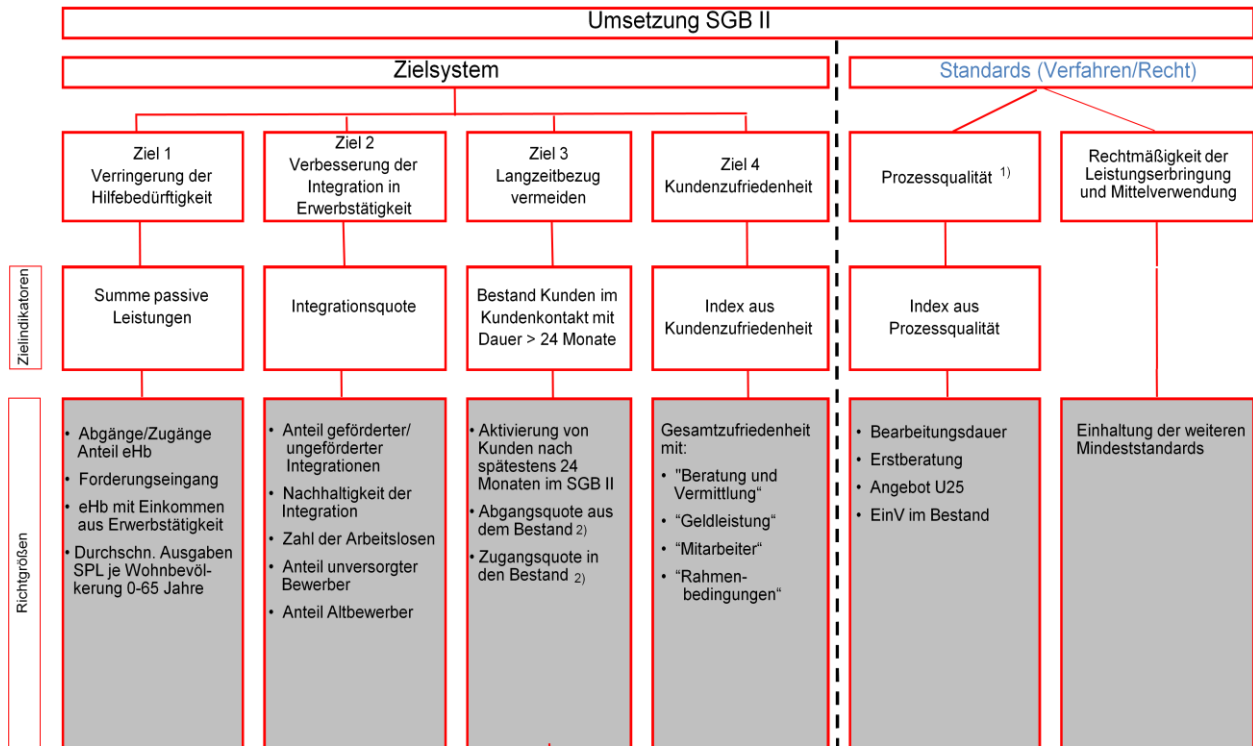 Umsetzung SGB II
Zielsystem
Standards (Verfahren/Recht)
Ziel 1
Verringerung der
Hilfebedürftigkeit
Ziel 2
Verbesserung der
Integration in
Erwerbstätigkeit
Ziel 3
Langzeitbezug
vermeiden
Ziel 4
Kundenzufriedenheit
Prozessqualität 1)
Rechtmäßigkeit der
Leistungserbringung
und Mittelverwendung
Zielindikatoren
Summe passive
Leistungen
Integrationsquote
Bestand Kunden im
Kundenkontakt mit
Dauer > 24 Monate
Index aus
Kundenzufriedenheit
Index aus
Prozessqualität
Richtgrößen
• Abgänge/Zugänge
Anteil eHb
• Forderungseingang
• eHb mit Einkommen
aus Erwerbstätigkeit
• Durchschn. Ausgaben
SPL je Wohnbevöl-
kerung 0-65 Jahre
• Anteil geförderter/
ungeförderter
Integrationen
• Nachhaltigkeit der
Integration
• Zahl der Arbeitslosen
• Anteil unversorgter
Bewerber
• Anteil Altbewerber
• Aktivierung von
Kunden nach
spätestens 24
Monaten im SGB II
• Abgangsquote aus
dem Bestand 2)
• Zugangsquote in
den Bestand 2)
Gesamtzufriedenheit
mit:
• "Beratung und
Vermittlung“
• “Geldleistung“
• “Mitarbeiter“
• “Rahmen-
bedingungen“
• Bearbeitungsdauer
• Erstberatung
• Angebot U25
• EinV im Bestand
Einhaltung der weiteren
Mindeststandards